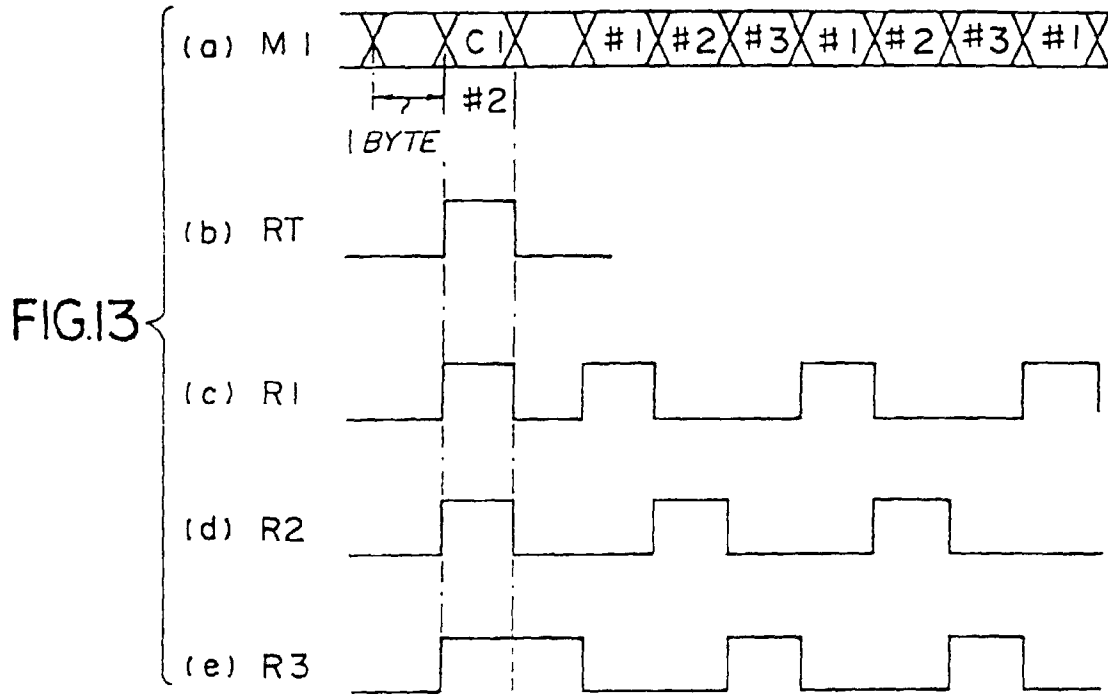 (a) M1 C1 #1 #2 #3 #1 #2 #3 #1
#2
1 BYTE
(b) RT
FIG.13
(c) R1
(d) R2
(e) R3